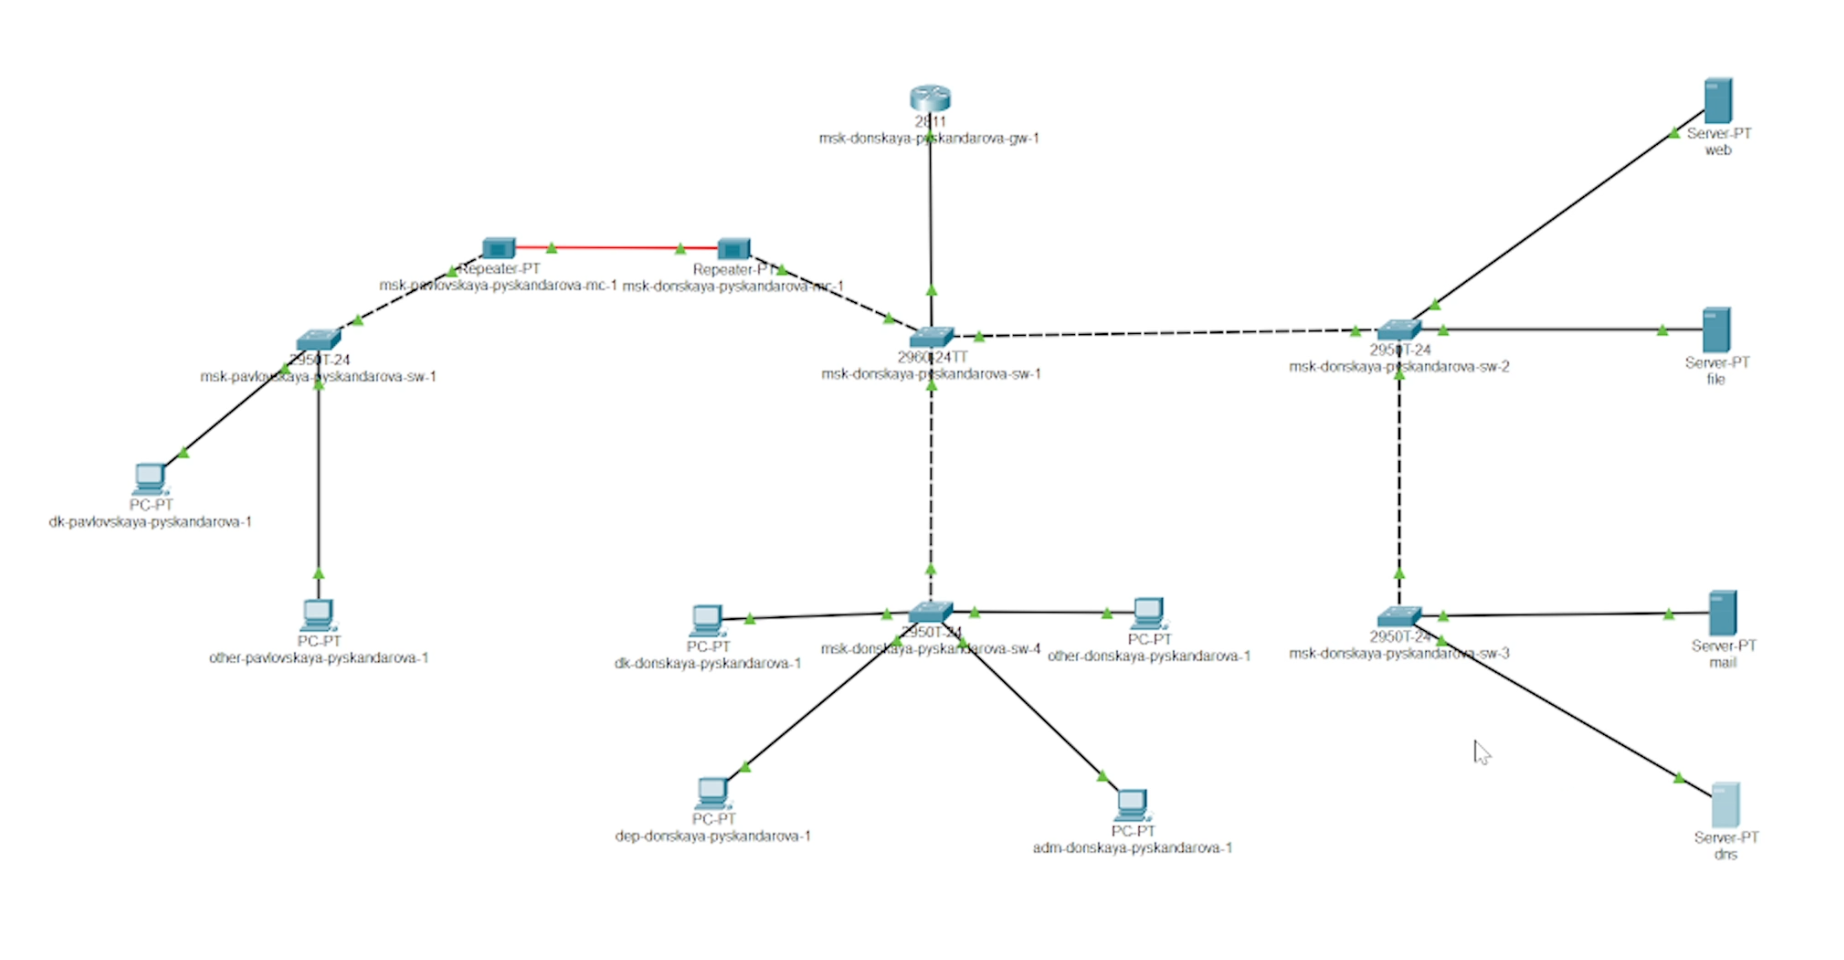 2811
msk-donskaya-pyskandarova-gw-1
Server-PT
web
Repeater-PT
msk-pavlovskaya-pyskandarova-mc-1
Repeater-PT
msk-donskaya-pyskandarova-mc-1
2950T-24
msk-pavlovskaya-pyskandarova-sw-1
2960-24TT
msk-donskaya-pyskandarova-sw-1
2950T-24
msk-donskaya-pyskandarova-sw-2
Server-PT
file
PC-PT
dk-pavlovskaya-pyskandarova-1
PC-PT
other-pavlovskaya-pyskandarova-1
PC-PT
dk-donskaya-pyskandarova-1
2950T-24
msk-donskaya-pyskandarova-sw-4
PC-PT
other-donskaya-pyskandarova-1
2950T-24
msk-donskaya-pyskandarova-sw-3
Server-PT
mail
PC-PT
dep-donskaya-pyskandarova-1
PC-PT
adm-donskaya-pyskandarova-1
Server-PT
dns